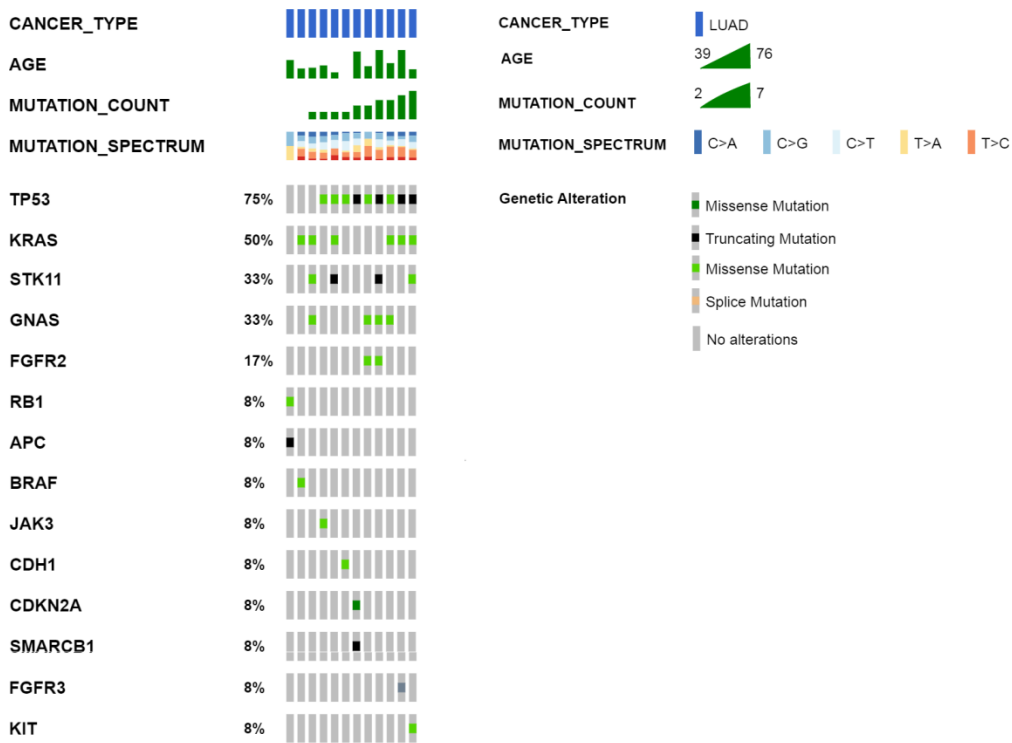 CANCER_TYPE
AGE
MUTATION_COUNT
MUTATION_SPECTRUM
TP53 75%
KRAS 50%
STK11 33%
GNAS 33%
FGFR2 17%
RB1 8%
APC 8%
BRAF 8%
JAK3 8%
CDH1 8%
CDKN2A 8%
SMARCB1 8%
FGFR3 8%
KIT 8%
CANCER_TYPE LUAD
AGE 39 76
MUTATION_COUNT 2 7
MUTATION_SPECTRUM C>A C>G C>T T>A T>C
Genetic Alteration Missense Mutation
Truncating Mutation
Missense Mutation
Splice Mutation
No alterations